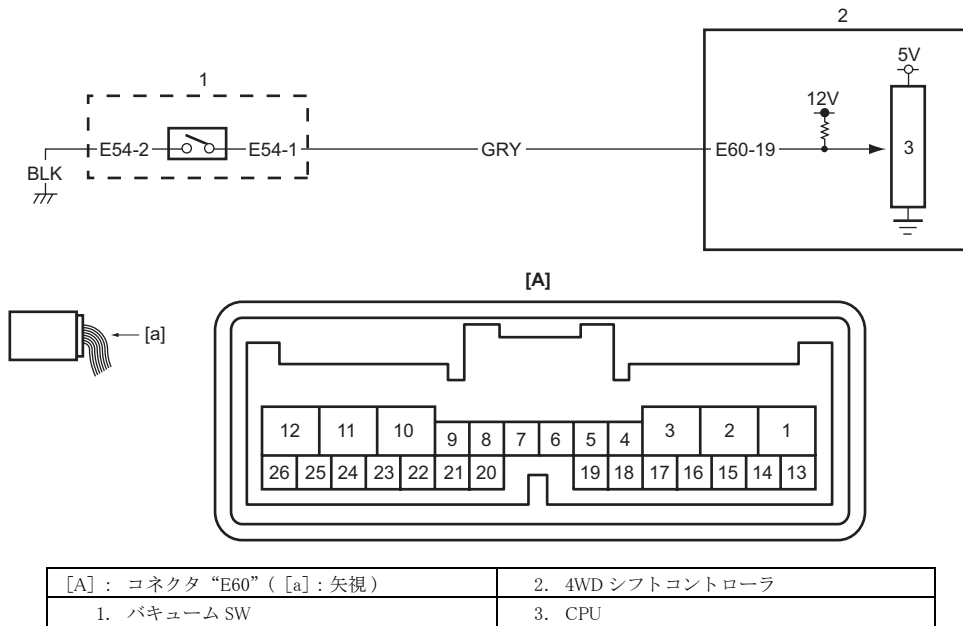 2
1
5V
12V
E54-2
E54-1
GRY
E60-19
3
BLK
[A]
[a]
12 11 10 9 8 7 6 5 4 3 2 1
26 25 24 23 22 21 20 19 18 17 16 15 14 13
[A]: コネクタ “E60”([a]:矢視) 2. 4WD シフトコントローラ
1. バキューム SW 3. CPU